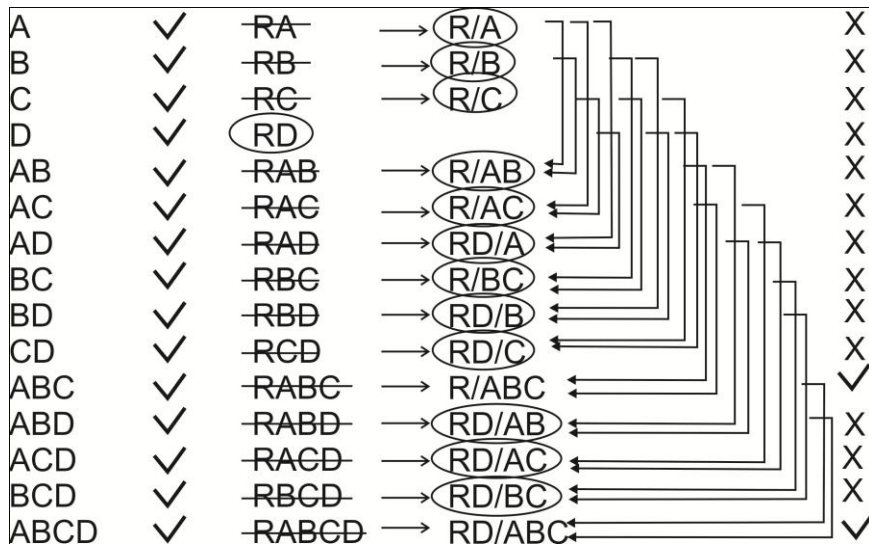 A ✓ RA → R/A X
B ✓ RB → R/B X
C ✓ RC → R/C X
D ✓ RD X
AB ✓ RAB → R/AB X
AC ✓ RAC → R/AC X
AD ✓ RAD → RD/A X
BC ✓ RBC → R/BC X
BD ✓ RBD → RD/B X
CD ✓ RCD → RD/C X
ABC ✓ RABC → R/ABC ✓
ABD ✓ RABD → RD/AB X
ACD ✓ RACD → RD/AC X
BCD ✓ RBCD → RD/BC X
ABCD ✓ RABCD → RD/ABC ✓